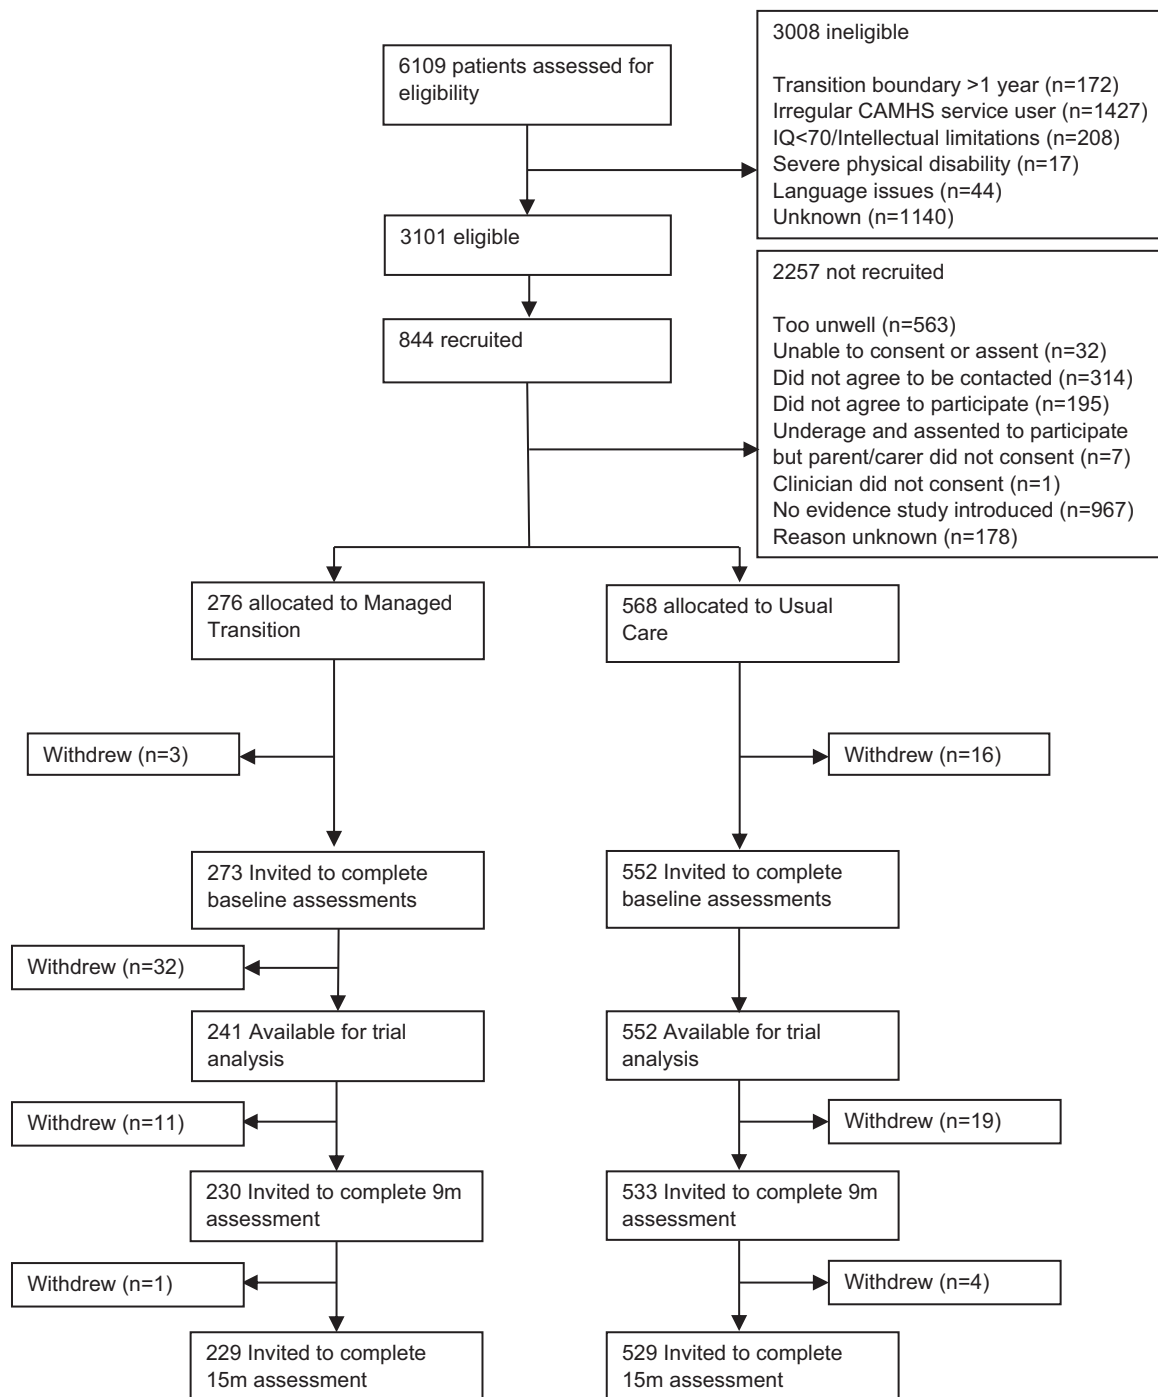 6109 patients assessed for
eligibility
3008 ineligible
Transition boundary >1 year (n=172)
Irregular CAMHS service user (n=1427)
IQ<70/Intellectual limitations (n=208)
Severe physical disability (n=17)
Language issues (n=44)
Unknown (n=1140)
3101 eligible
844 recruited
2257 not recruited
Too unwell (n=563)
Unable to consent or assent (n=32)
Did not agree to be contacted (n=314)
Did not agree to participate (n=195)
Underage and assented to participate
but parent/carer did not consent (n=7)
Clinician did not consent (n=1)
No evidence study introduced (n=967)
Reason unknown (n=178)
276 allocated to Managed
Transition
568 allocated to Usual
Care
Withdrew (n=3)
Withdrew (n=16)
273 Invited to complete
baseline assessments
552 Invited to complete
baseline assessments
Withdrew (n=32)
241 Available for trial
analysis
552 Available for trial
analysis
Withdrew (n=11)
Withdrew (n=19)
230 Invited to complete 9m
assessment
533 Invited to complete 9m
assessment
Withdrew (n=1)
Withdrew (n=4)
229 Invited to complete
15m assessment
529 Invited to complete
15m assessment